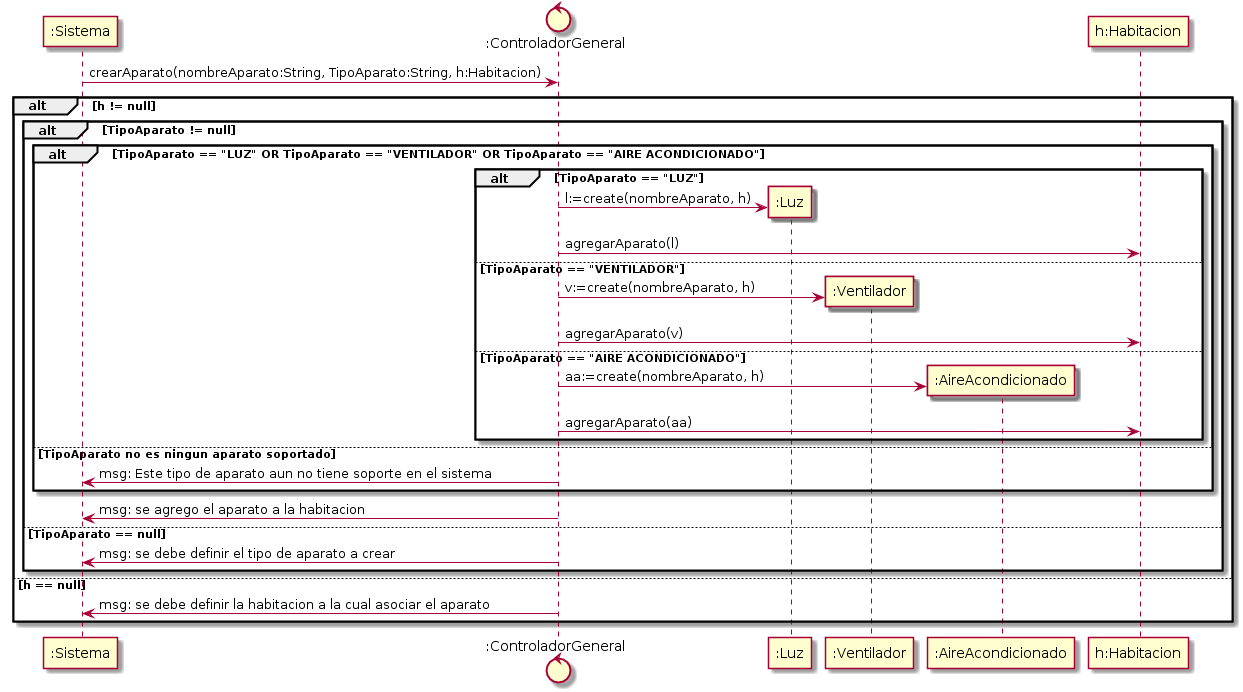 :Sistema
:ControladorGeneral
h:Habitacion
crearAparato(nombreAparato:String, TipoAparato:String, h:Habitacion)
alt [h != null]
alt [TipoAparato != null]
alt [TipoAparato == "LUZ" OR TipoAparato == "VENTILADOR" OR TipoAparato == "AIRE ACONDICIONADO"]
alt [TipoAparato == "LUZ"]
l:=create(nombreAparato, h)
:Luz
agregarAparato(l)
[TipoAparato == "VENTILADOR"]
v:=create(nombreAparato, h)
:Ventilador
agregarAparato(v)
[TipoAparato == "AIRE ACONDICIONADO"]
aa:=create(nombreAparato, h)
:AireAcondicionado
agregarAparato(aa)
[TipoAparato no es ningun aparato soportado]
msg: Este tipo de aparato aun no tiene soporte en el sistema
msg: se agrego el aparato a la habitacion
[TipoAparato == null]
msg: se debe definir el tipo de aparato a crear
[h == null]
msg: se debe definir la habitacion a la cual asociar el aparato
:Sistema
:ControladorGeneral
:Luz
:Ventilador
:AireAcondicionado
h:Habitacion